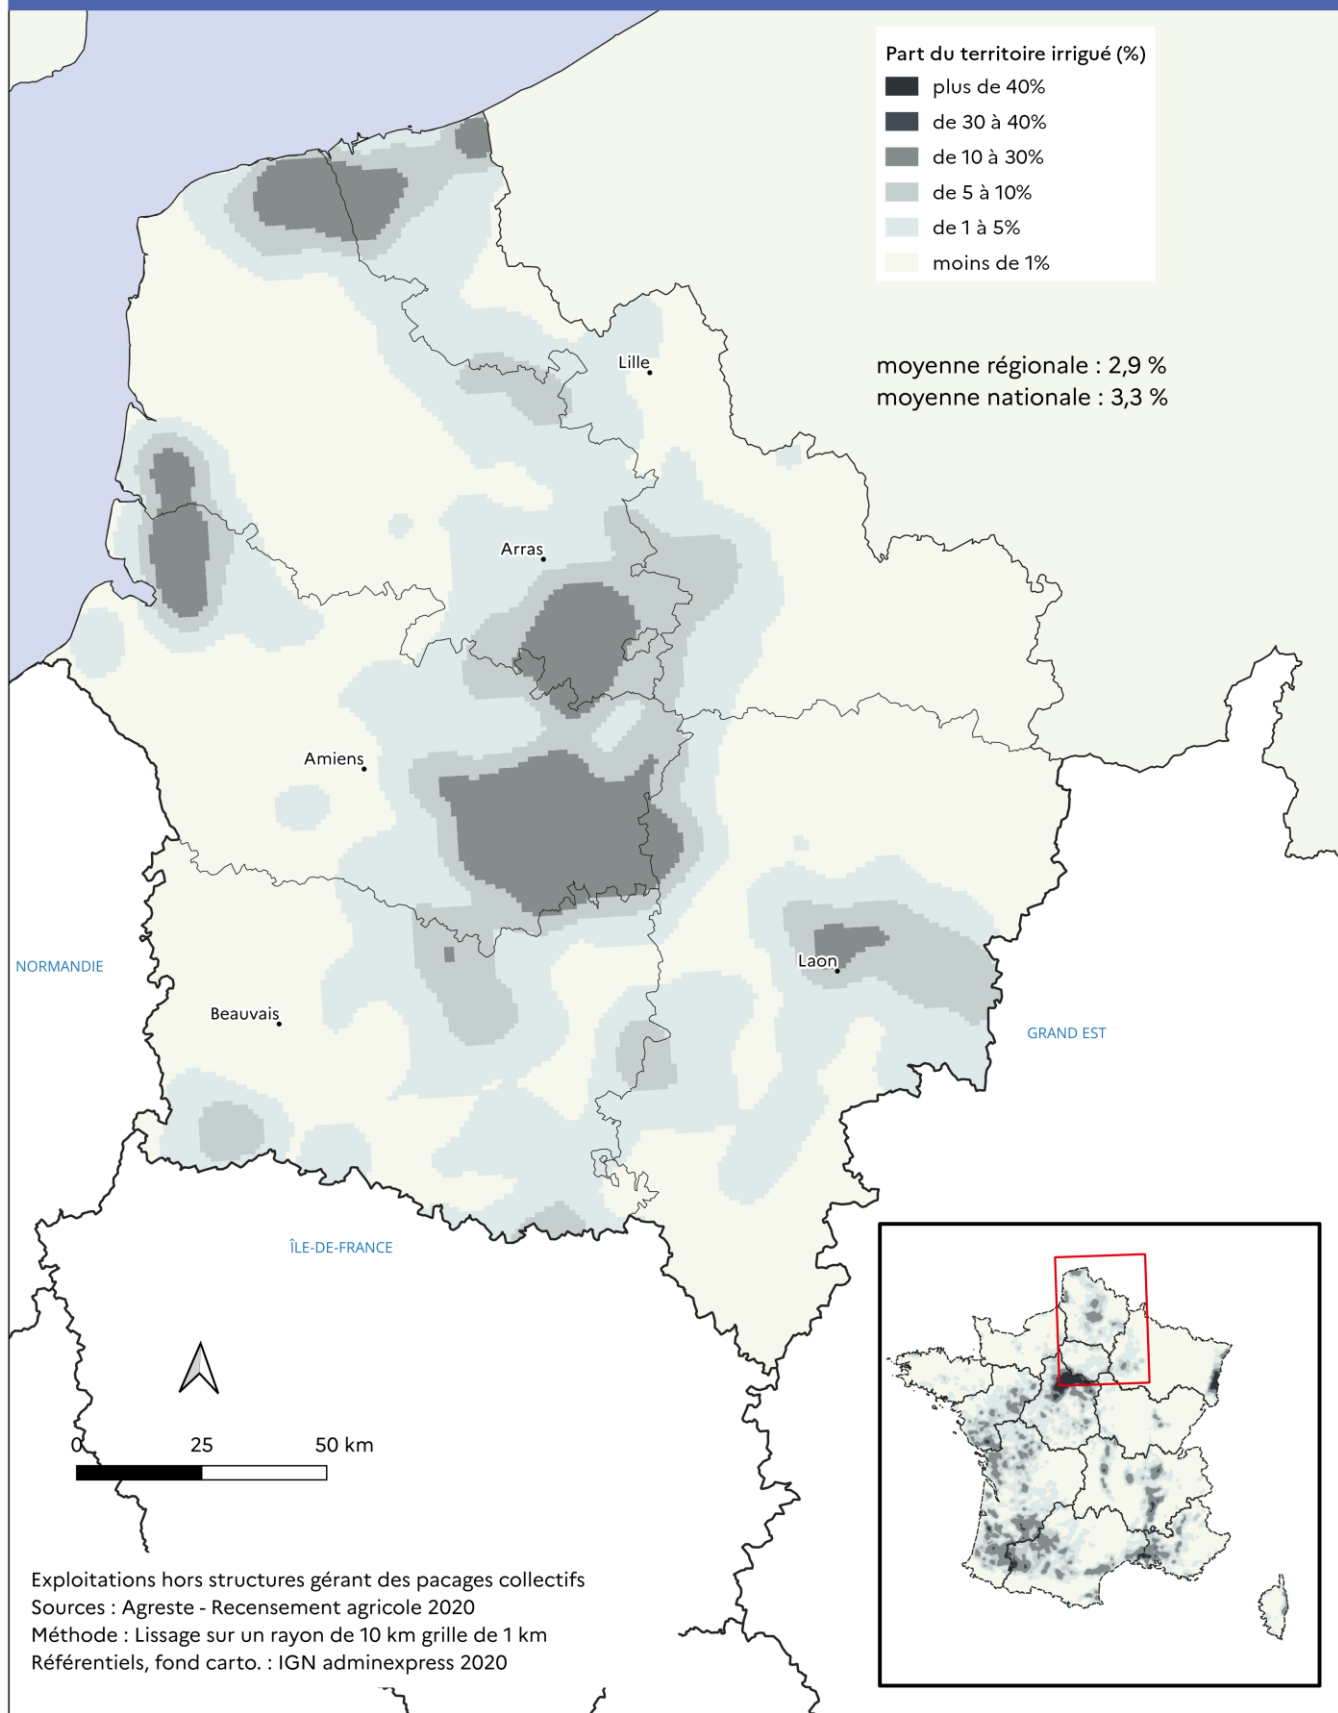 Part du territoire irrigué (%)
plus de 40%
de 30 à 40%
de 10 à 30%
de 5 à 10%
de 1 à 5%
moins de 1%
moyenne régionale : 2,9 %
moyenne nationale : 3,3 %
Lille
Arras
Amiens
Laon
NORMANDIE
Beauvais
GRAND EST
ÎLE-DE-FRANCE
0 25 50 km
Exploitations hors structures gérant des pacages collectifs
Sources : Agreste - Recensement agricole 2020
Méthode : Lissage sur un rayon de 10 km grille de 1 km
Référentiels, fond carto. : IGN adminexpress 2020